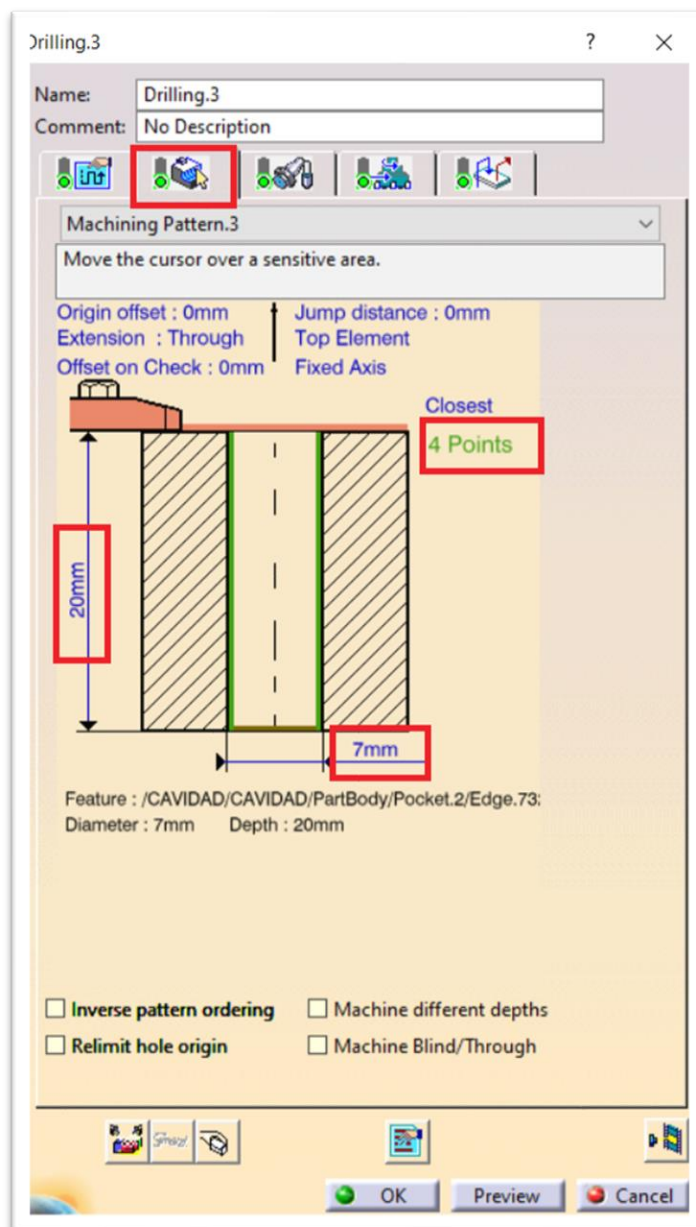 Drilling.3
?
Name: Drilling.3
Comment: No Description
Machining Pattern.3
Move the cursor over a sensitive area.
Origin offset : 0mm Jump distance : 0mm
Extension : Through Top Element
Offset on Check : 0mm Fixed Axis
Closest
4 Points
20mm
7mm
Feature : /CAVIDAD/CAVIDAD/PartBody/Pocket.2/Edge.73
Diameter : 7mm Depth : 20mm
Inverse pattern ordering Machine different depths
Relimit hole origin Machine Blind/Through
OK Preview Cancel